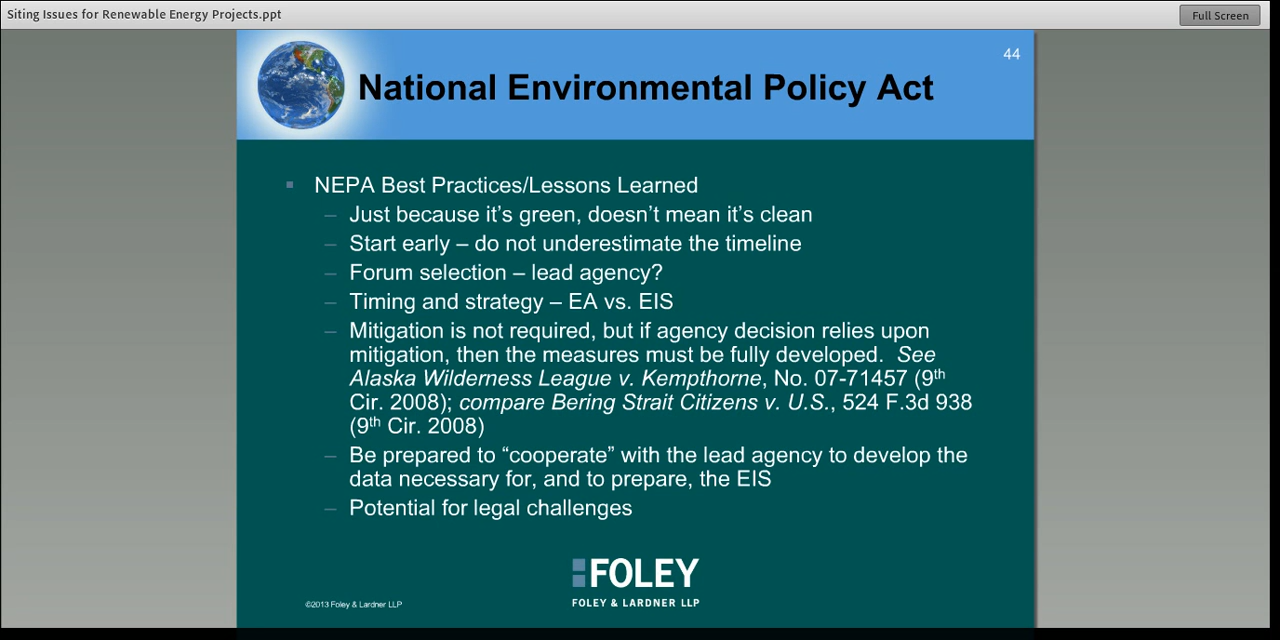 Siting Issues for Renewable Energy Projects.ppt
Full Screen
44
National Environmental Policy Act
▪ NEPA Best Practices/Lessons Learned
– Just because it’s green, doesn’t mean it’s clean
– Start early – do not underestimate the timeline
– Forum selection – lead agency?
– Timing and strategy – EA vs. EIS
– Mitigation is not required, but if agency decision relies upon
mitigation, then the measures must be fully developed.  See
Alaska Wilderness League v. Kempthorne, No. 07-71457 (9th
Cir. 2008); compare Bering Strait Citizens v. U.S., 524 F.3d 938
(9th Cir. 2008)
– Be prepared to “cooperate” with the lead agency to develop the
data necessary for, and to prepare, the EIS
– Potential for legal challenges
FOLEY
FOLEY & LARDNER LLP
©2013 Foley & Lardner LLP